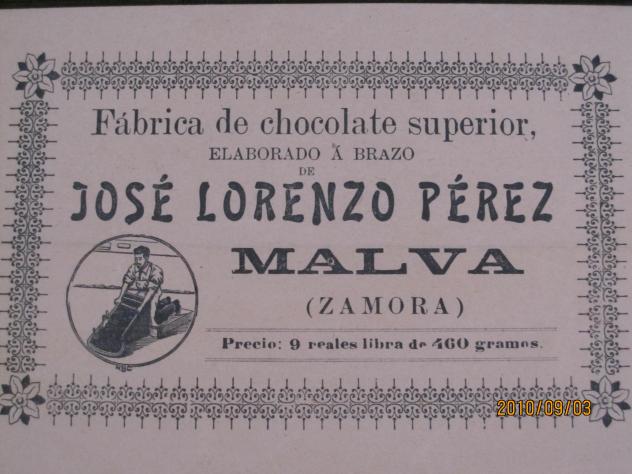 Fábrica de chocolate superior,
ELABORADO Á BRAZO
DE
JOSÉ LORENZO PÉREZ
MALVA
(ZAMORA)
Precio: 9 reales libra de 460 gramos.
RBC
2010/09/03